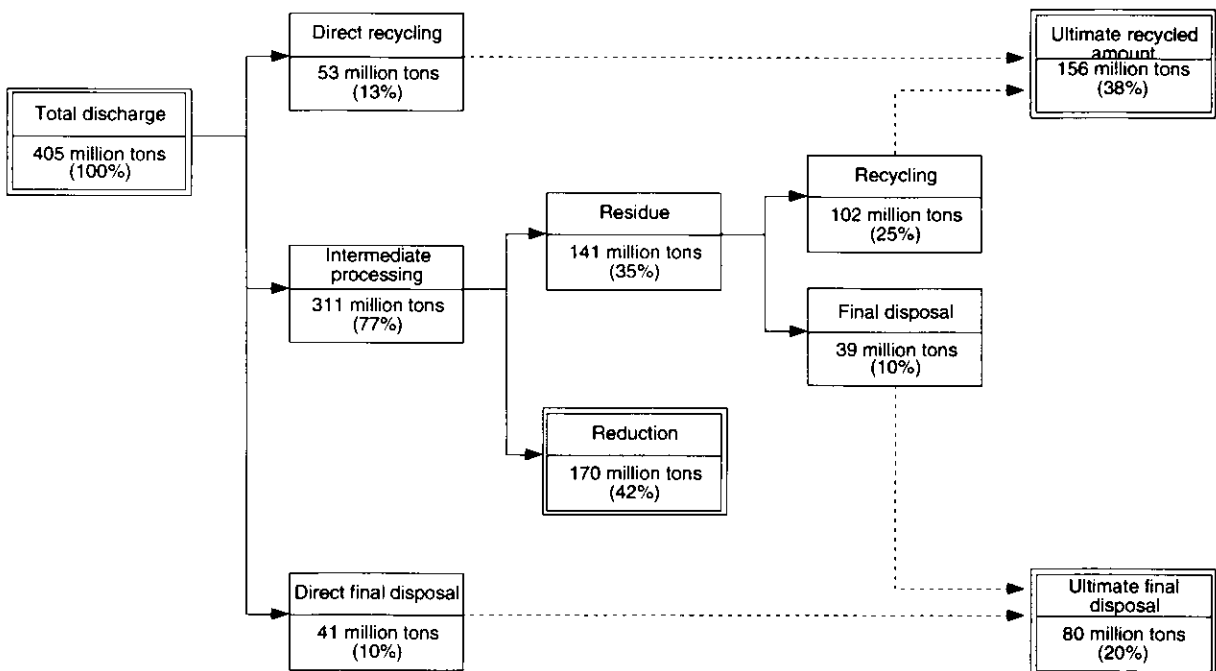 Direct recycling
53 million tons
(13%)
Ultimate recycled
amount
156 million tons
(38%)
Total discharge
405 million tons
(100%)
Recycling
102 million tons
(25%)
Residue
141 million tons
(35%)
Intermediate
processing
311 million tons
(77%)
Final disposal
39 million tons
(10%)
Reduction
170 million tons
(42%)
Direct final disposal
41 million tons
(10%)
Ultimate final
disposal
80 million tons
(20%)